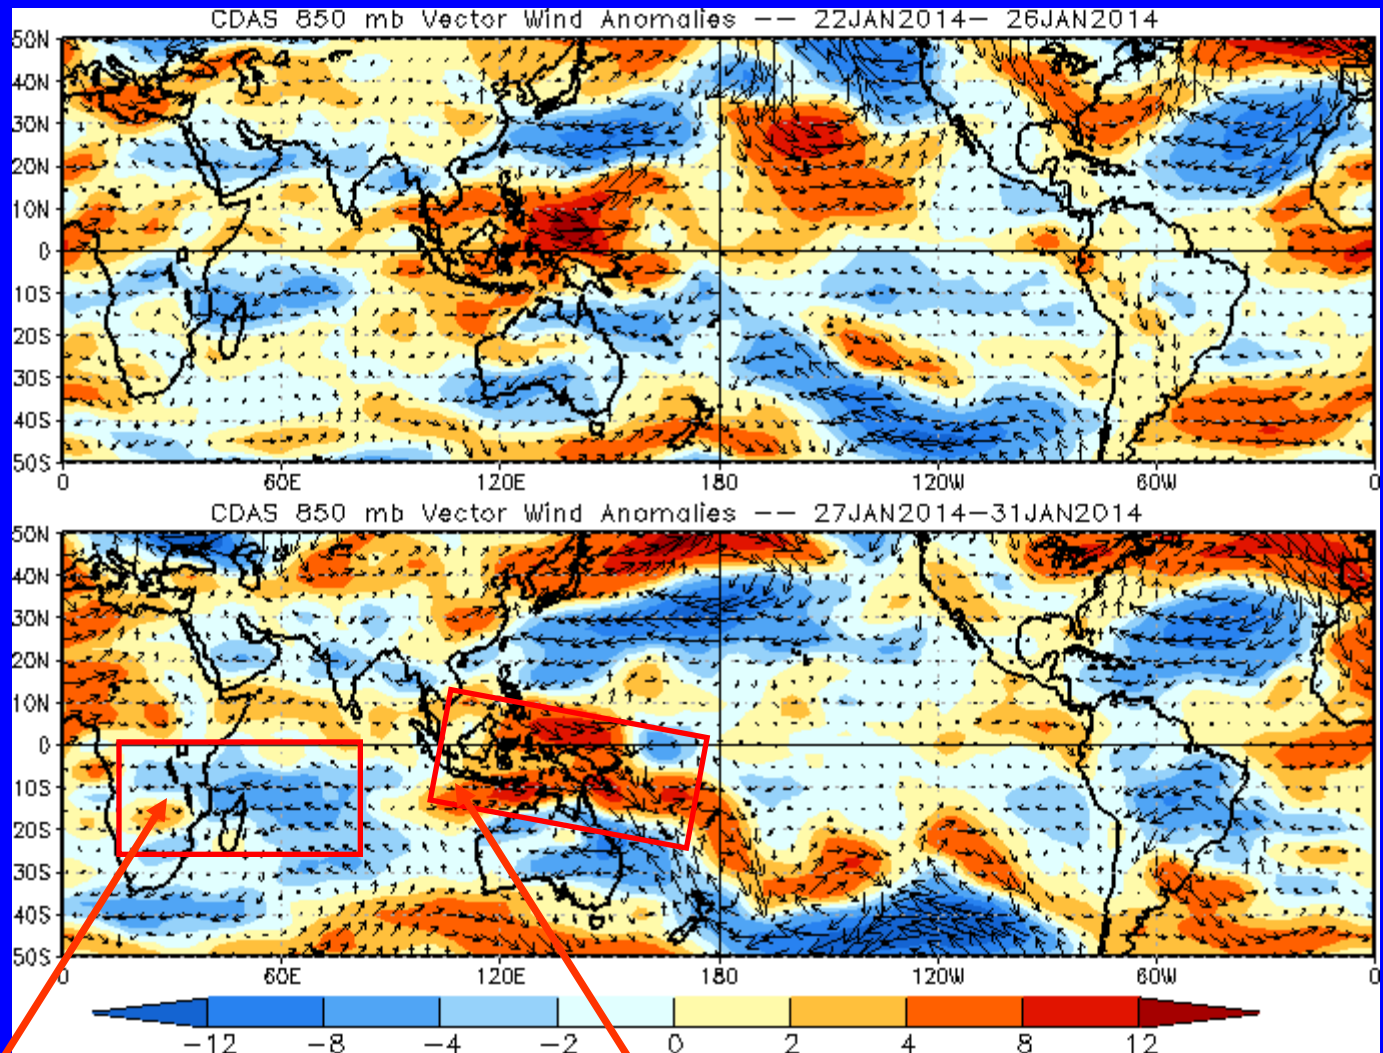 CDAS 850 mb Vector Wind Anomalies -- 22JAN2014- 26JAN2014
50N
40N
30N
20N
10N
0
10S
20S
30S
40S
50S
0 60E 120E 180 120W 60W 0
CDAS 850 mb Vector Wind Anomalies -- 27JAN2014-31JAN2014
50N
40N
30N
20N
10N
0
10S
20S
30S
40S
50S
0 60E 120E 180 120W 60W 0
-12 -8 -4 -2 0 2 4 8 12